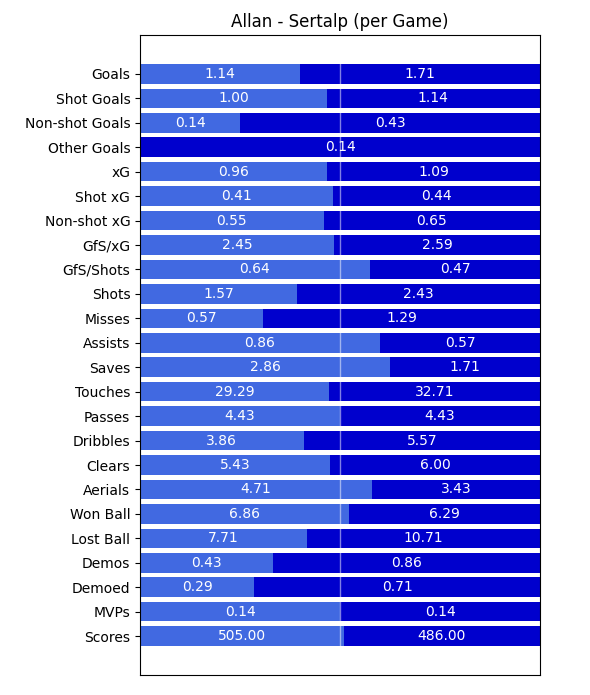 Allan - Sertalp (per Game)
Goals 1.14 1.71
Shot Goals 1.00 1.14
Non-shot Goals 0.14 0.43
Other Goals 0.14
xG 0.96 1.09
Shot xG 0.41 0.44
Non-shot xG 0.55 0.65
GfS/xG 2.45 2.59
GfS/Shots 0.64 0.47
Shots 1.57 2.43
Misses 0.57 1.29
Assists 0.86 0.57
Saves 2.86 1.71
Touches 29.29 32.71
Passes 4.43 4.43
Dribbles 3.86 5.57
Clears 5.43 6.00
Aerials 4.71 3.43
Won Ball 6.86 6.29
Lost Ball 7.71 10.71
Demos 0.43 0.86
Demoed 0.29 0.71
MVPs 0.14 0.14
Scores 505.00 486.00